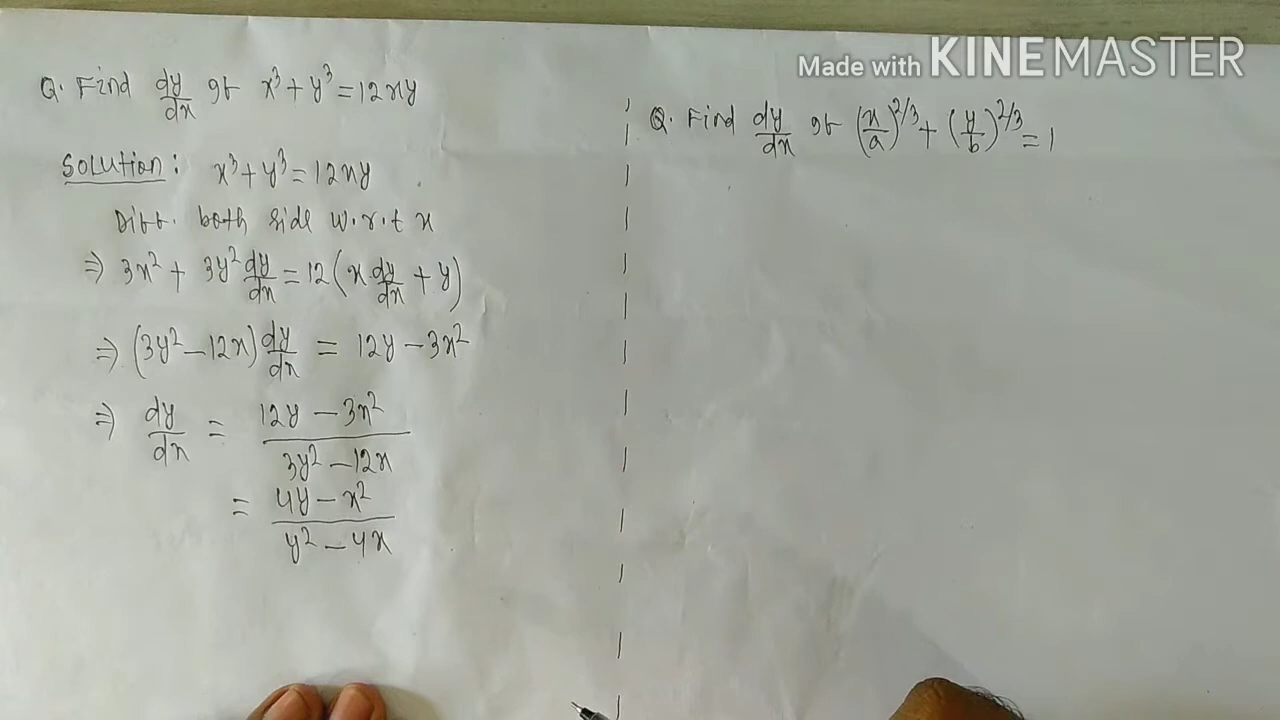 Made with KINEMASTER
Q. Find dy/dx if x³ + y³ = 12xy
Solution: x³ + y³ = 12xy
Diff. both side w.r.t x
⇒ 3x² + 3y² dy/dx = 12(x dy/dx + y)
⇒ (3y² − 12x) dy/dx = 12y − 3x²
⇒ dy/dx = (12y − 3x²)/(3y² − 12x)
= (4y − x²)/(y² − 4x)
Q. Find dy/dx if (x/a)^2/3 + (y/b)^2/3 = 1